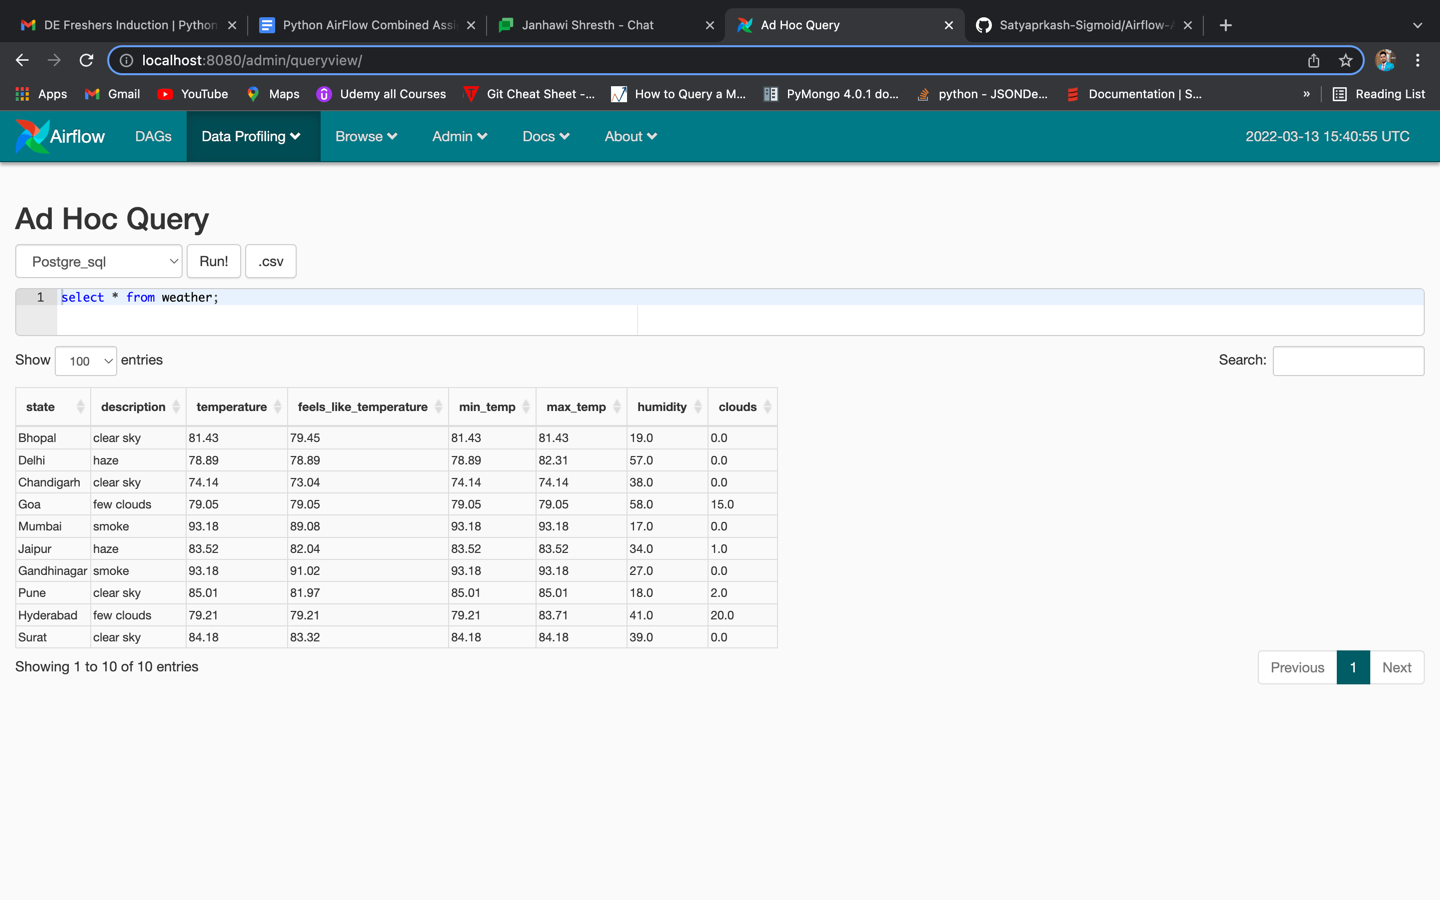 DE Freshers Induction | Python
Python AirFlow Combined Assi
Janhawi Shresth - Chat
Ad Hoc Query
Satyaprkash-Sigmoid/Airflow-A
localhost:8080/admin/queryview/
Apps
Gmail
YouTube
Maps
Udemy all Courses
Git Cheat Sheet -...
How to Query a M...
PyMongo 4.0.1 do...
python - JSONDe...
Documentation | S...
»
Reading List
Airflow
DAGs
Data Profiling
Browse
Admin
Docs
About
2022-03-13 15:40:55 UTC
Ad Hoc Query
Postgre_sql
Run!
.csv
1 select * from weather;
Show 100 entries
Search:
state description temperature feels_like_temperature min_temp max_temp humidity clouds
Bhopal clear sky 81.43 79.45 81.43 81.43 19.0 0.0
Delhi haze 78.89 78.89 78.89 82.31 57.0 0.0
Chandigarh clear sky 74.14 73.04 74.14 74.14 38.0 0.0
Goa few clouds 79.05 79.05 79.05 79.05 58.0 15.0
Mumbai smoke 93.18 89.08 93.18 93.18 17.0 0.0
Jaipur haze 83.52 82.04 83.52 83.52 34.0 1.0
Gandhinagar smoke 93.18 91.02 93.18 93.18 27.0 0.0
Pune clear sky 85.01 81.97 85.01 85.01 18.0 2.0
Hyderabad few clouds 79.21 79.21 79.21 83.71 41.0 20.0
Surat clear sky 84.18 83.32 84.18 84.18 39.0 0.0
Showing 1 to 10 of 10 entries
Previous 1 Next